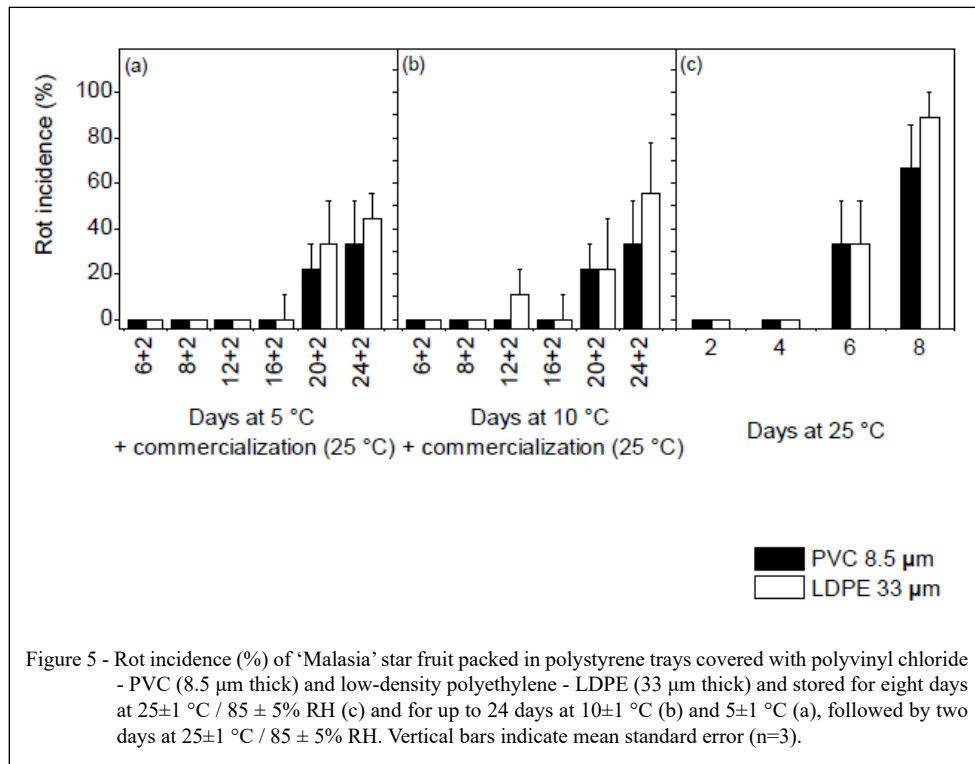 (a)
(b)
(c)
Rot incidence (%)
100
80
60
40
20
0
6+2
8+2
12+2
16+2
20+2
24+2
6+2
8+2
12+2
16+2
20+2
24+2
2
4
6
8
Days at 5 °C
+ commercialization (25 °C)
Days at 10 °C
+ commercialization (25 °C)
Days at 25 °C
PVC 8.5 µm
LDPE 33 µm
Figure 5 - Rot incidence (%) of ‘Malasia’ star fruit packed in polystyrene trays covered with polyvinyl chloride
- PVC (8.5 µm thick) and low-density polyethylene - LDPE (33 µm thick) and stored for eight days
at 25±1 °C / 85 ± 5% RH (c) and for up to 24 days at 10±1 °C (b) and 5±1 °C (a), followed by two
days at 25±1 °C / 85 ± 5% RH. Vertical bars indicate mean standard error (n=3).